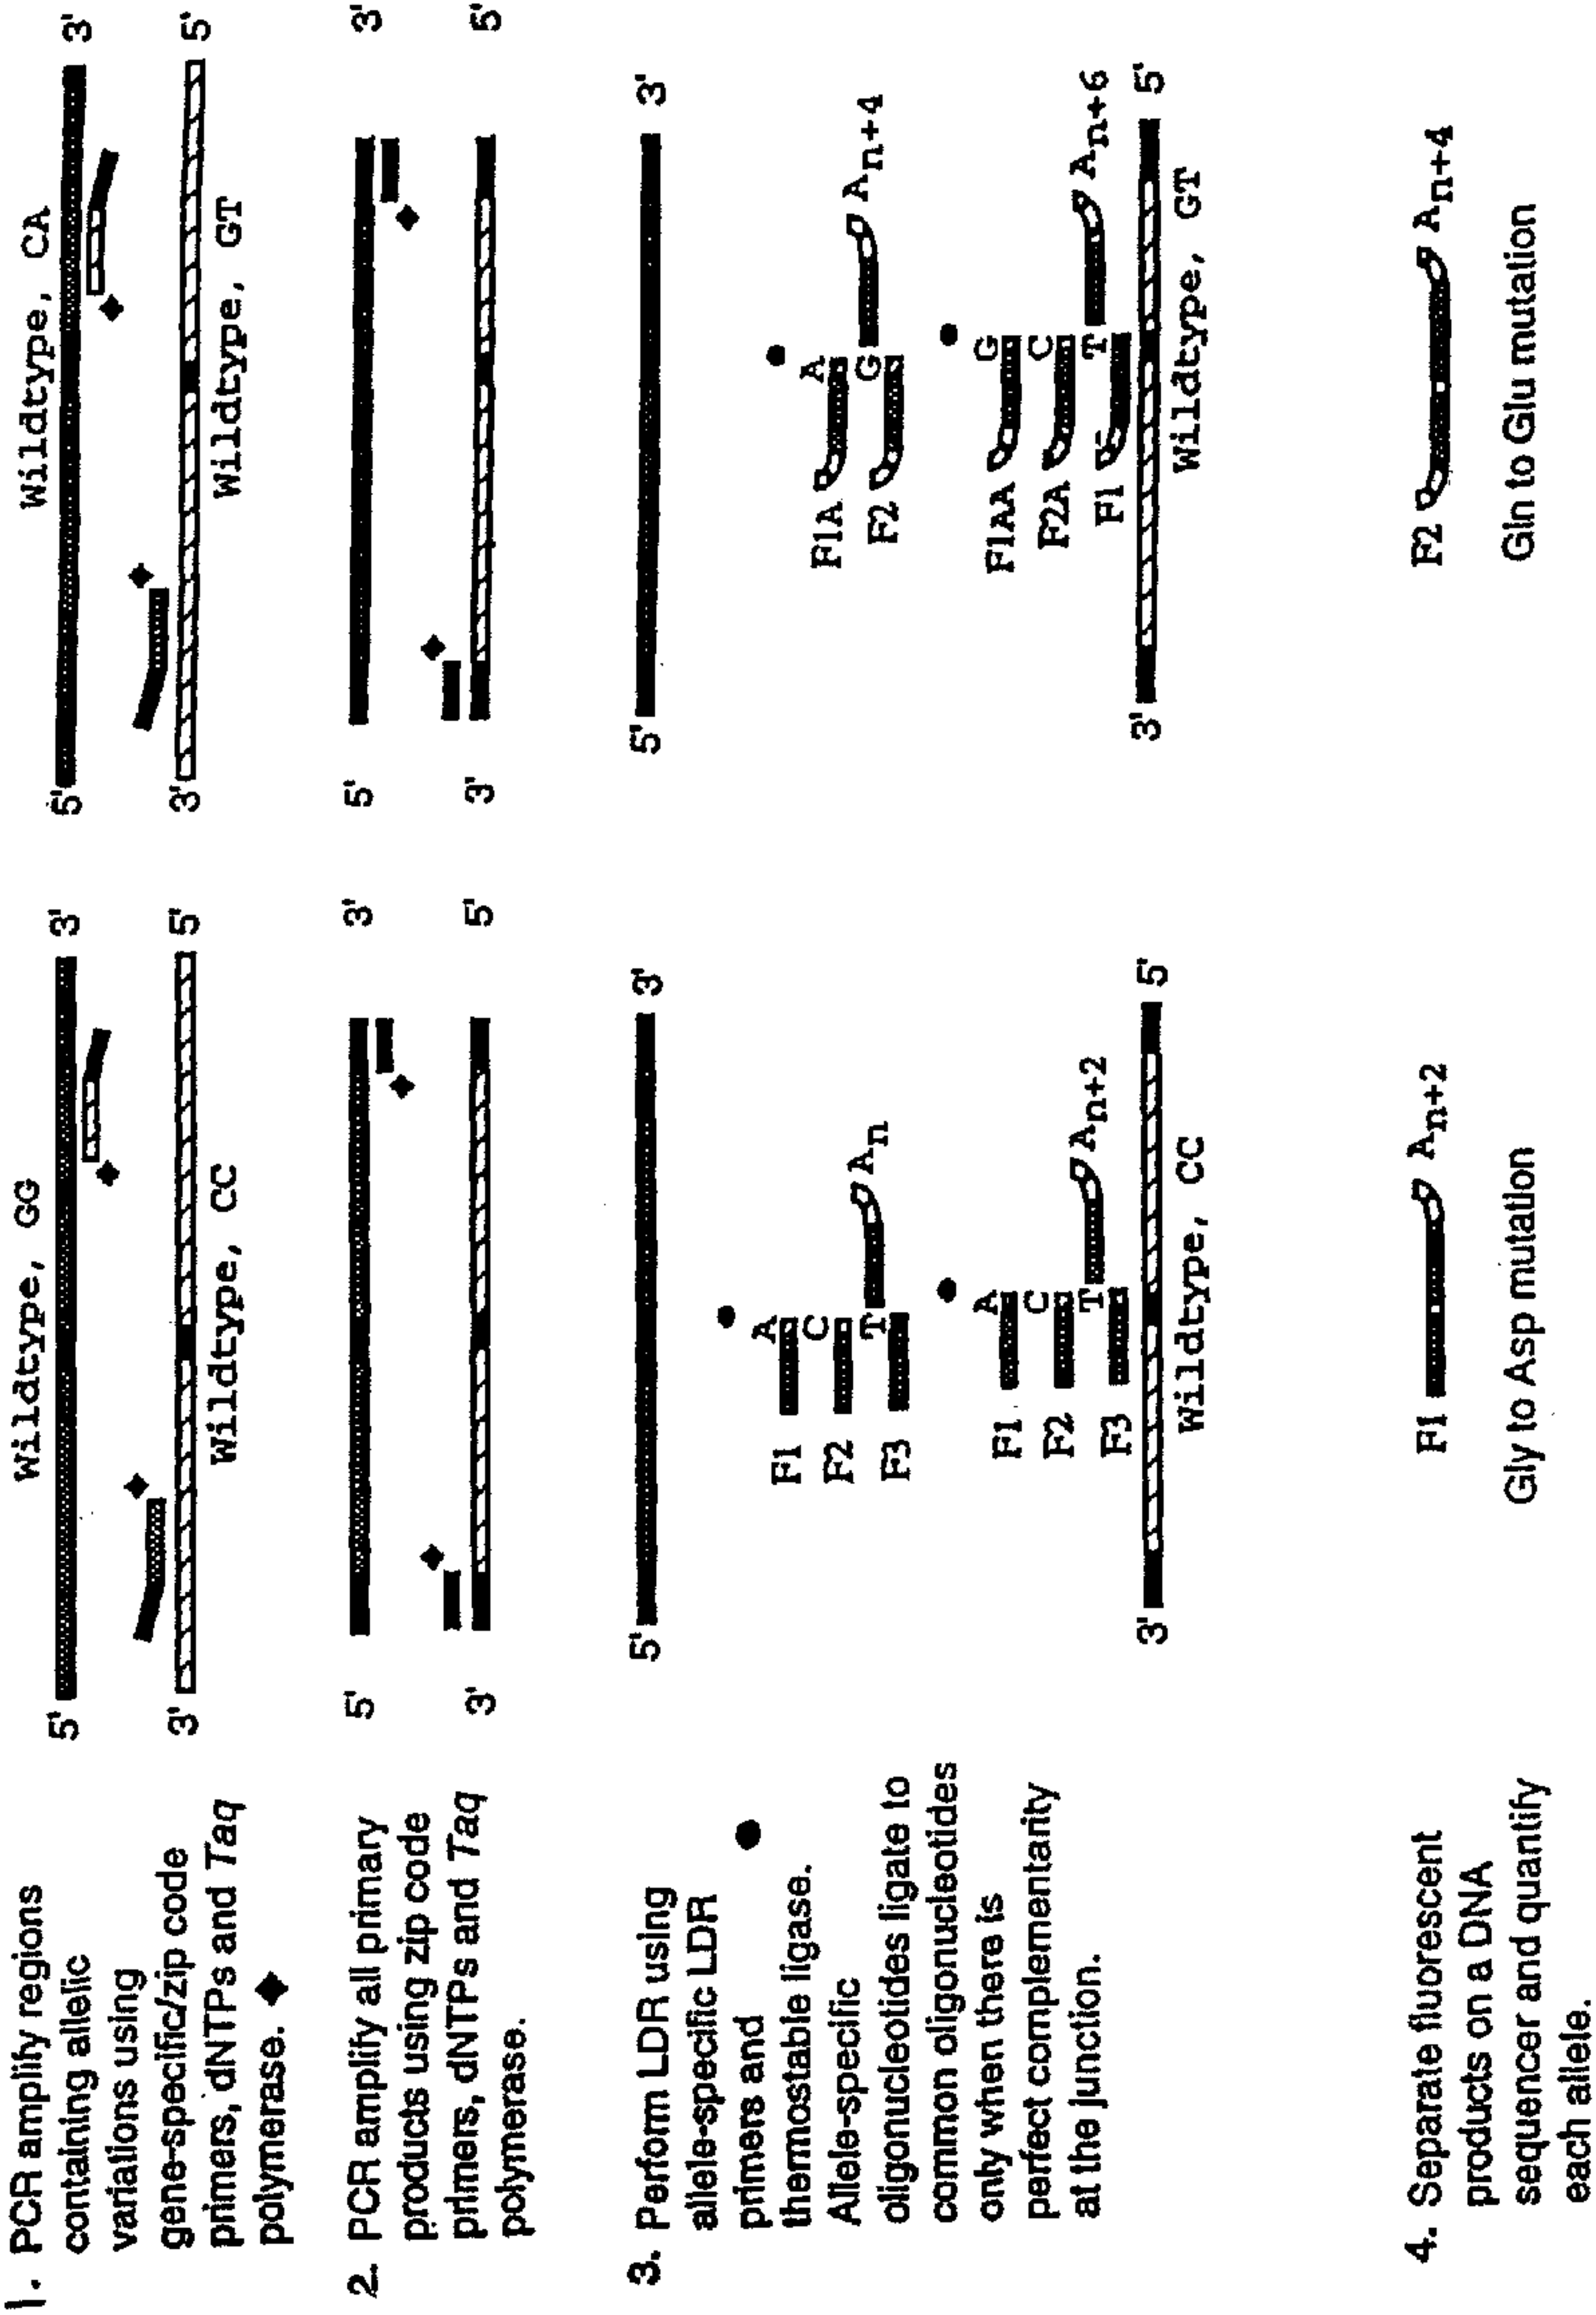 1. PCR amplify regions
containing allelic
variations using
gene-specific/zip code
primers, dNTPs and Taq
polymerase.
5' Wildtype, GG 3'
3' Wildtype, CC 5'
5' Wildtype, CA 3'
3' Wildtype, GT 5'
2. PCR amplify all primary
products using zip code
primers, dNTPs and Taq
polymerase.
5' 3'
3' 5'
5' 3'
3' 5'
3. Perform LDR using
allele-specific LDR
primers and
thermostable ligase.
Allele-specific
oligonucleotides ligate to
common oligonucleotides
only when there is
perfect complementarity
at the junction.
5' 3'
F1 A
F2 C
F3 T An
F1 A
F2 C
F3 T An+2
3' 5'
Wildtype, CC
5' 3'
F1A A
F2 G An+4
F1AA G
F2A C
F1 T An+6
3' 5'
Wildtype, GT
4. Separate fluorescent
products on a DNA
sequencer and quantify
each allele.
F1 An+2
Gly to Asp mutation
F2 An+4
Gln to Glu mutation